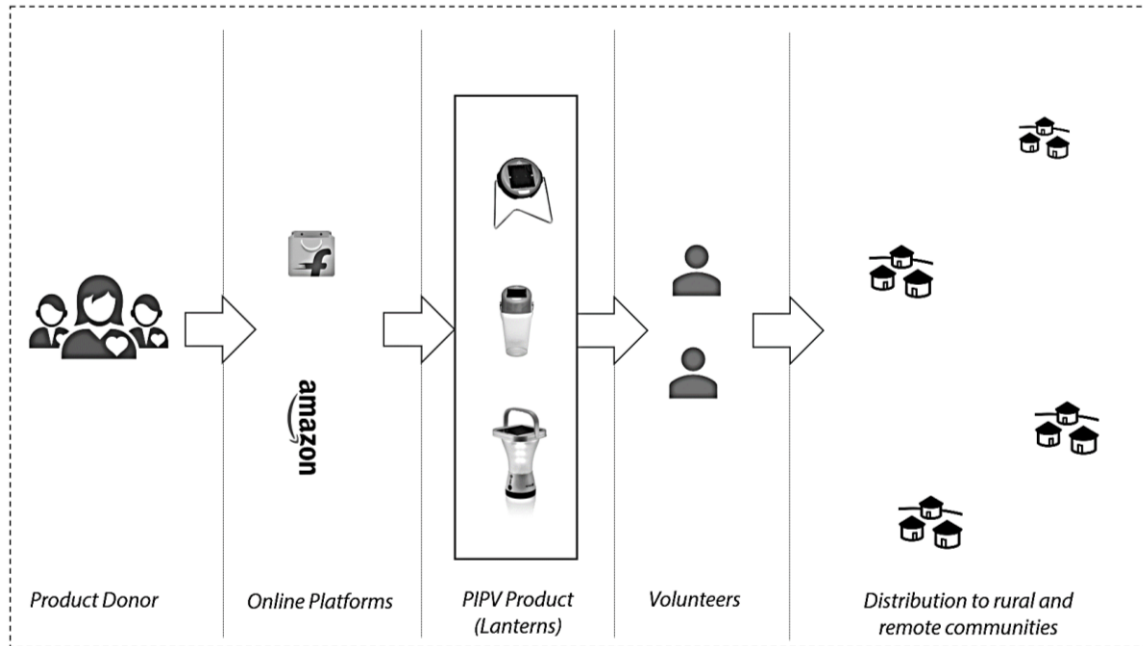 f
amazon
Product Donor
Online Platforms
PIPV Product
(Lanterns)
Volunteers
Distribution to rural and
remote communities